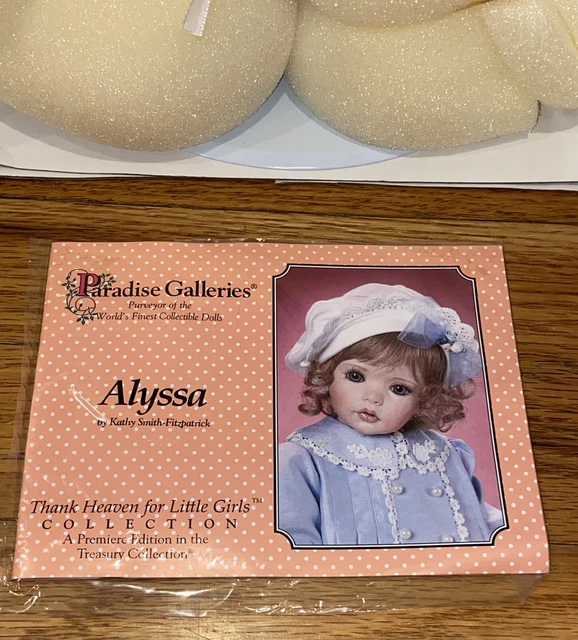 Paradise Galleries®
Purveyor of the
World's Finest Collectible Dolls
Alyssa
by Kathy Smith-Fitzpatrick
Thank Heaven for Little Girls™
COLLECTION
A Premiere Edition in the
Treasury Collection®